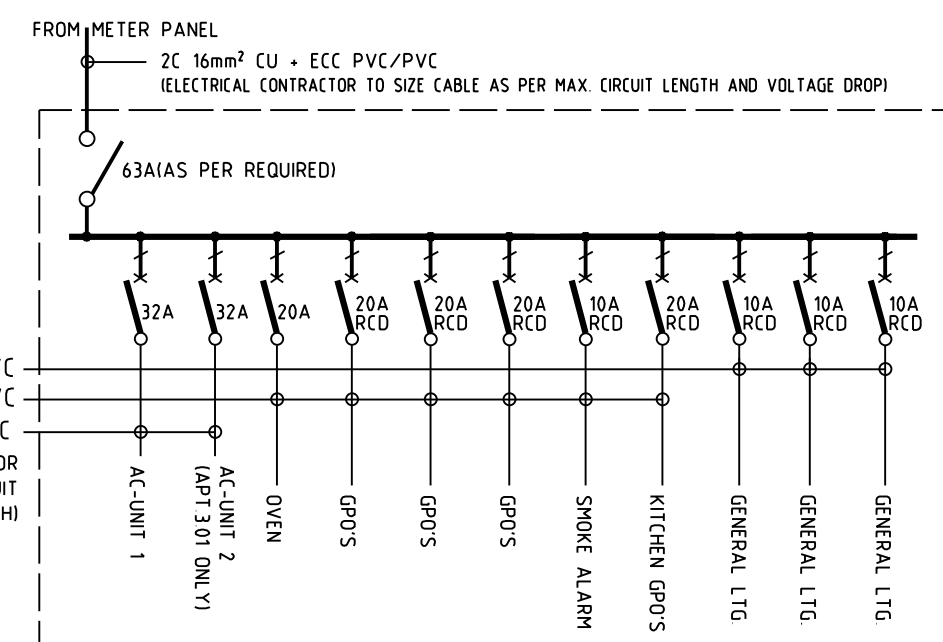 FROM METER PANEL
2C 16mm² CU + ECC PVC/PVC
(ELECTRICAL CONTRACTOR TO SIZE CABLE AS PER MAX. CIRCUIT LENGTH AND VOLTAGE DROP)
63A(AS PER REQUIRED)
32A
32A
20A
20A
RCD
20A
RCD
20A
RCD
10A
RCD
20A
RCD
10A
RCD
10A
RCD
10A
RCD
AC-UNIT 1
AC-UNIT 2
(APT.3.01 ONLY)
OVEN
GPO'S
GPO'S
GPO'S
SMOKE ALARM
KITCHEN GPO'S
GENERAL LTG.
GENERAL LTG.
GENERAL LTG.